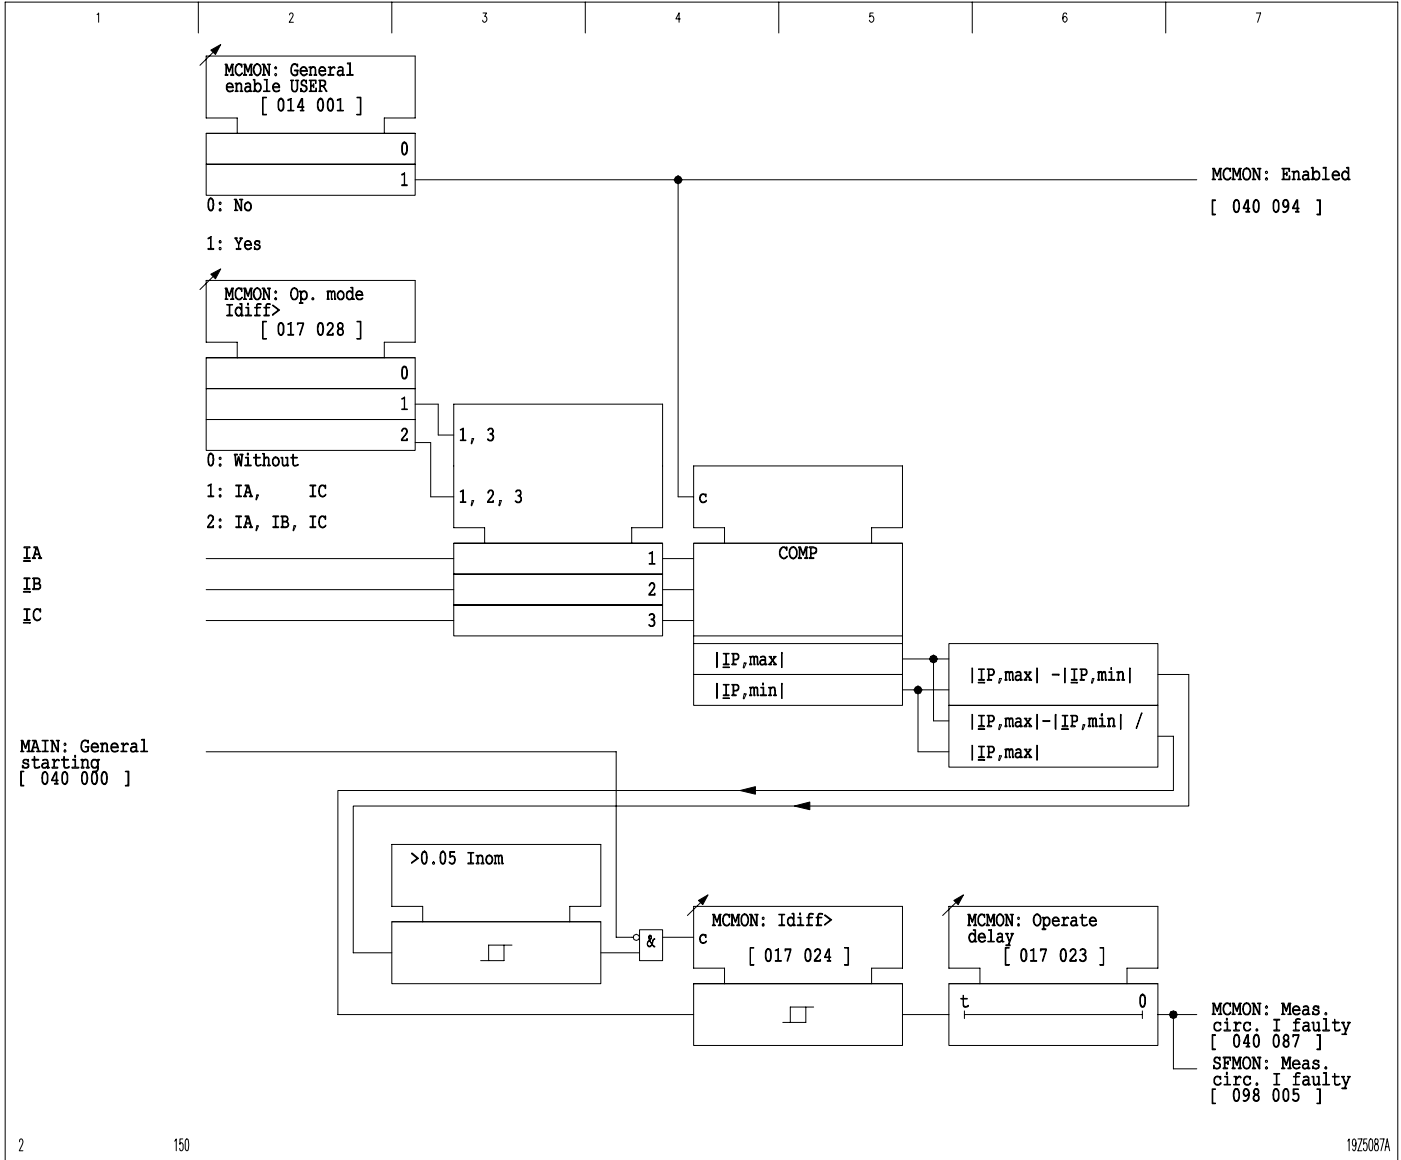 1 2 3 4 5 6 7
MCMON: General
enable USER
[ 014 001 ]
0
1
0: No
1: Yes
MCMON: Enabled
[ 040 094 ]
MCMON: Op. mode
Idiff>
[ 017 028 ]
0
1
2
0: Without
1: IA, IC
2: IA, IB, IC
1, 3
1, 2, 3
c
IA
IB
IC
1
2
3
COMP
|IP,max|
|IP,min|
|IP,max| -|IP,min|
|IP,max|-|IP,min| /
|IP,max|
MAIN: General
starting
[ 040 000 ]
>0.05 Inom
&
c
MCMON: Idiff>
[ 017 024 ]
MCMON: Operate
delay
[ 017 023 ]
t 0
MCMON: Meas.
circ. I faulty
[ 040 087 ]
SFMON: Meas.
circ. I faulty
[ 098 005 ]
2 150 19Z5087A